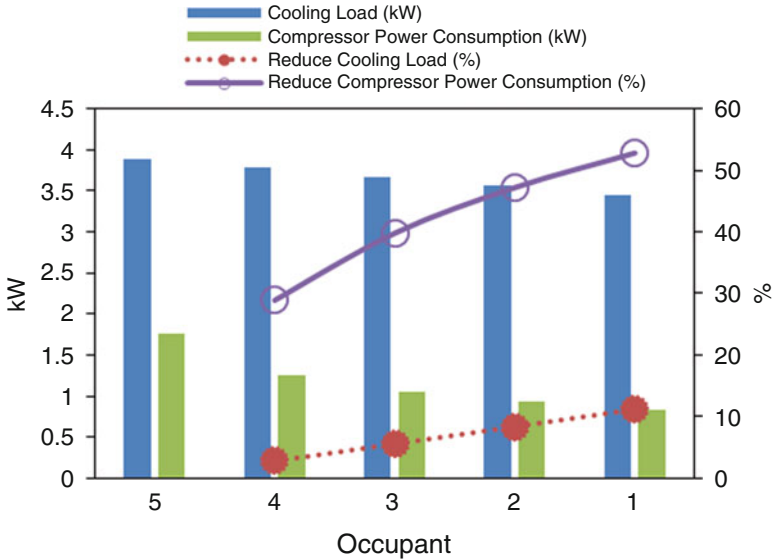 Cooling Load (kW)
Compressor Power Consumption (kW)
Reduce Cooling Load (%)
Reduce Compressor Power Consumption (%)
4.5
4
3.5
3
2.5
2
1.5
1
0.5
0
kW
60
50
40
30
20
10
0
%
5 4 3 2 1
Occupant